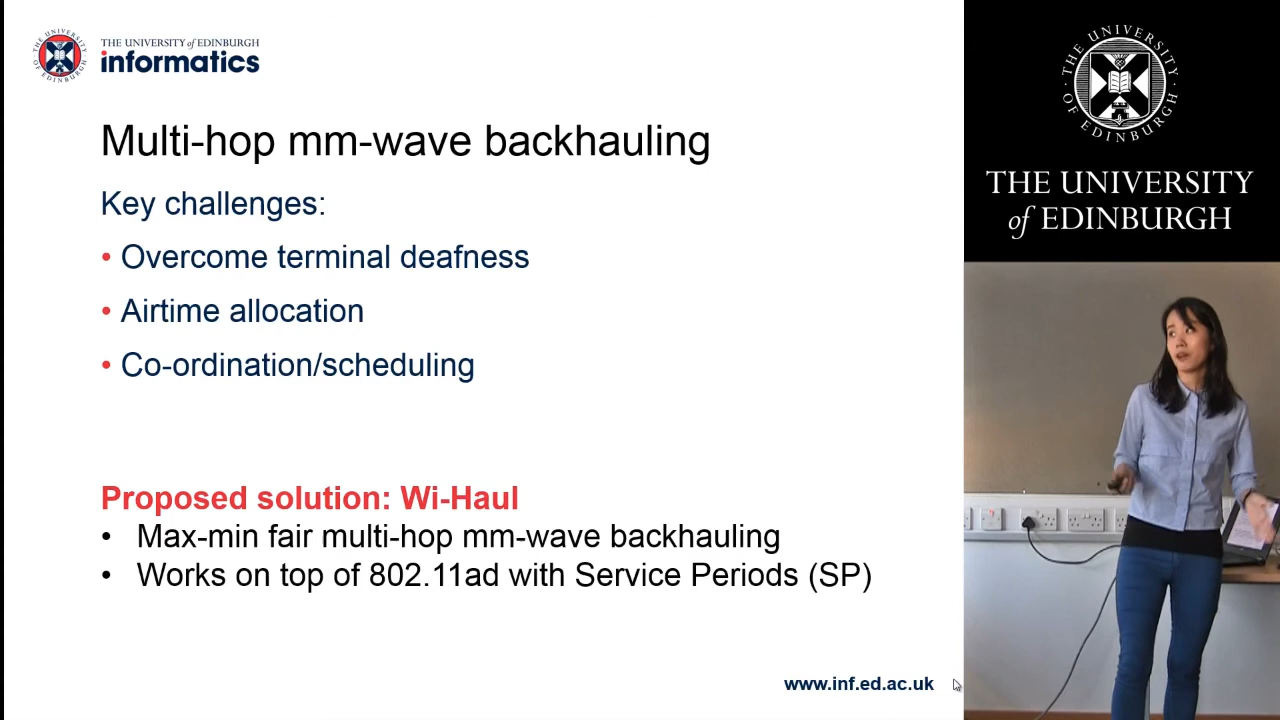 THE UNIVERSITY of EDINBURGH
informatics
Multi-hop mm-wave backhauling
Key challenges:
• Overcome terminal deafness
• Airtime allocation
• Co-ordination/scheduling
Proposed solution: Wi-Haul
• Max-min fair multi-hop mm-wave backhauling
• Works on top of 802.11ad with Service Periods (SP)
www.inf.ed.ac.uk
THE UNIVERSITY OF EDINBURGH
THE UNIVERSITY
of EDINBURGH